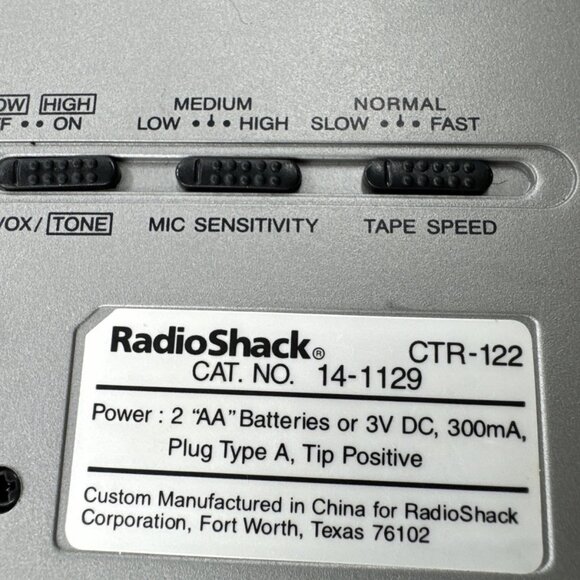 HIGH
ON
MEDIUM
LOW HIGH
NORMAL
SLOW FAST
VOX/TONE
MIC SENSITIVITY
TAPE SPEED
RadioShack® CTR-122
CAT. NO. 14-1129
Power : 2 "AA" Batteries or 3V DC, 300mA,
Plug Type A, Tip Positive
Custom Manufactured in China for RadioShack
Corporation, Fort Worth, Texas 76102